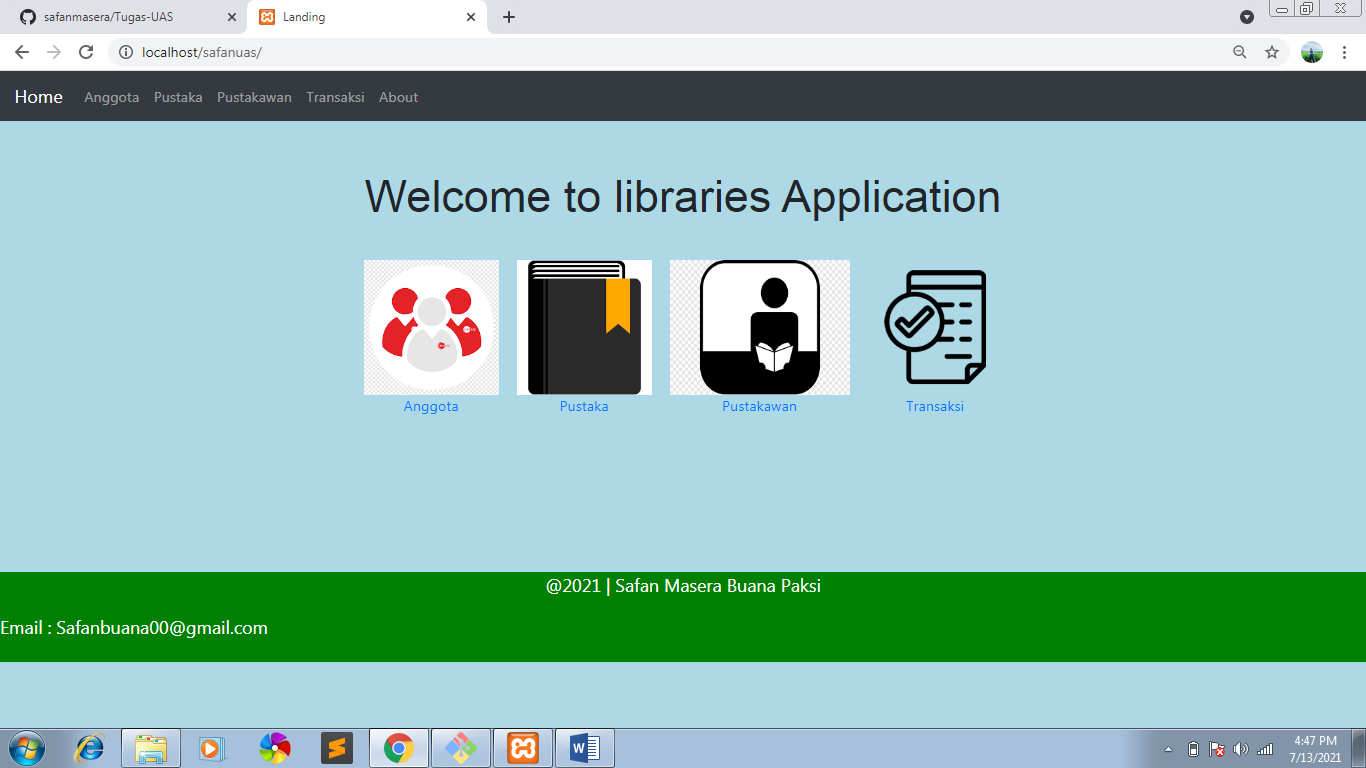 safanmasera/Tugas-UAS
Landing
localhost/safanuas/
Home Anggota Pustaka Pustakawan Transaksi About
Welcome to libraries Application
Anggota Pustaka Pustakawan Transaksi
@2021 | Safan Masera Buana Paksi
Email : Safanbuana00@gmail.com
4:47 PM
7/13/2021